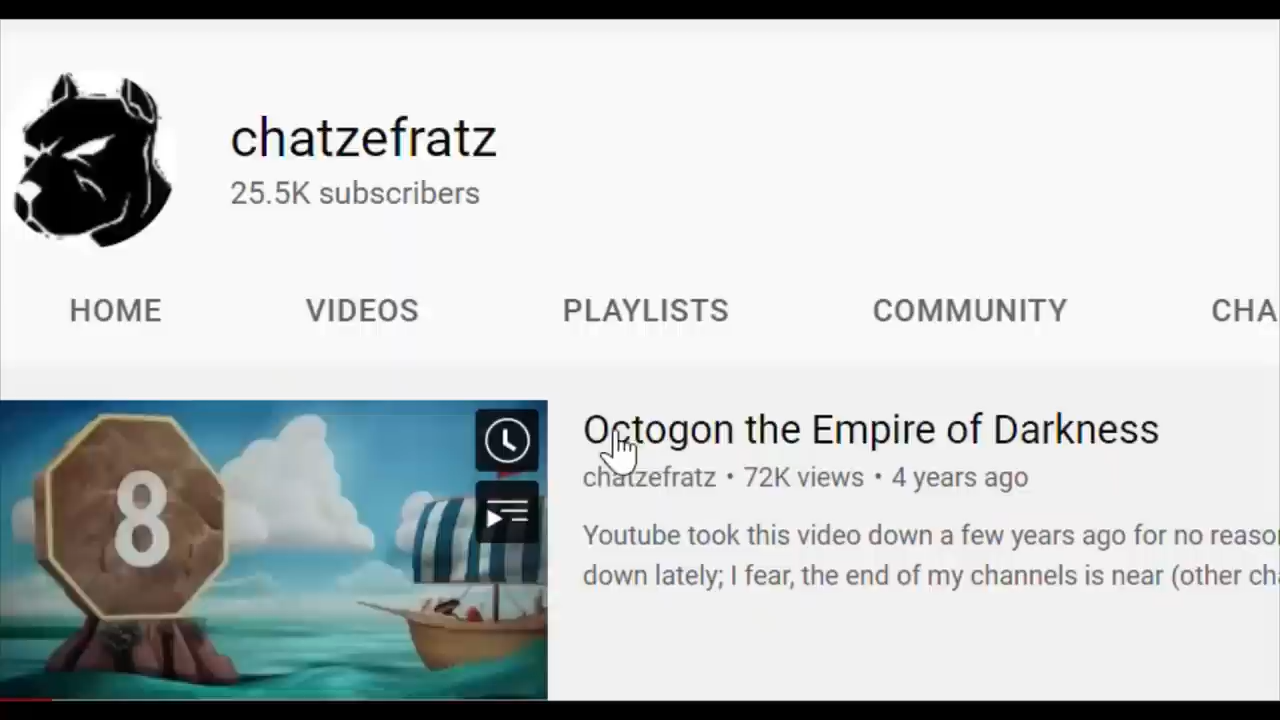 chatzefratz
25.5K subscribers
HOME VIDEOS PLAYLISTS COMMUNITY CHA
8
Octogon the Empire of Darkness
chatzefratz • 72K views • 4 years ago
Youtube took this video down a few years ago for no reaso
down lately; I fear, the end of my channels is near (other ch